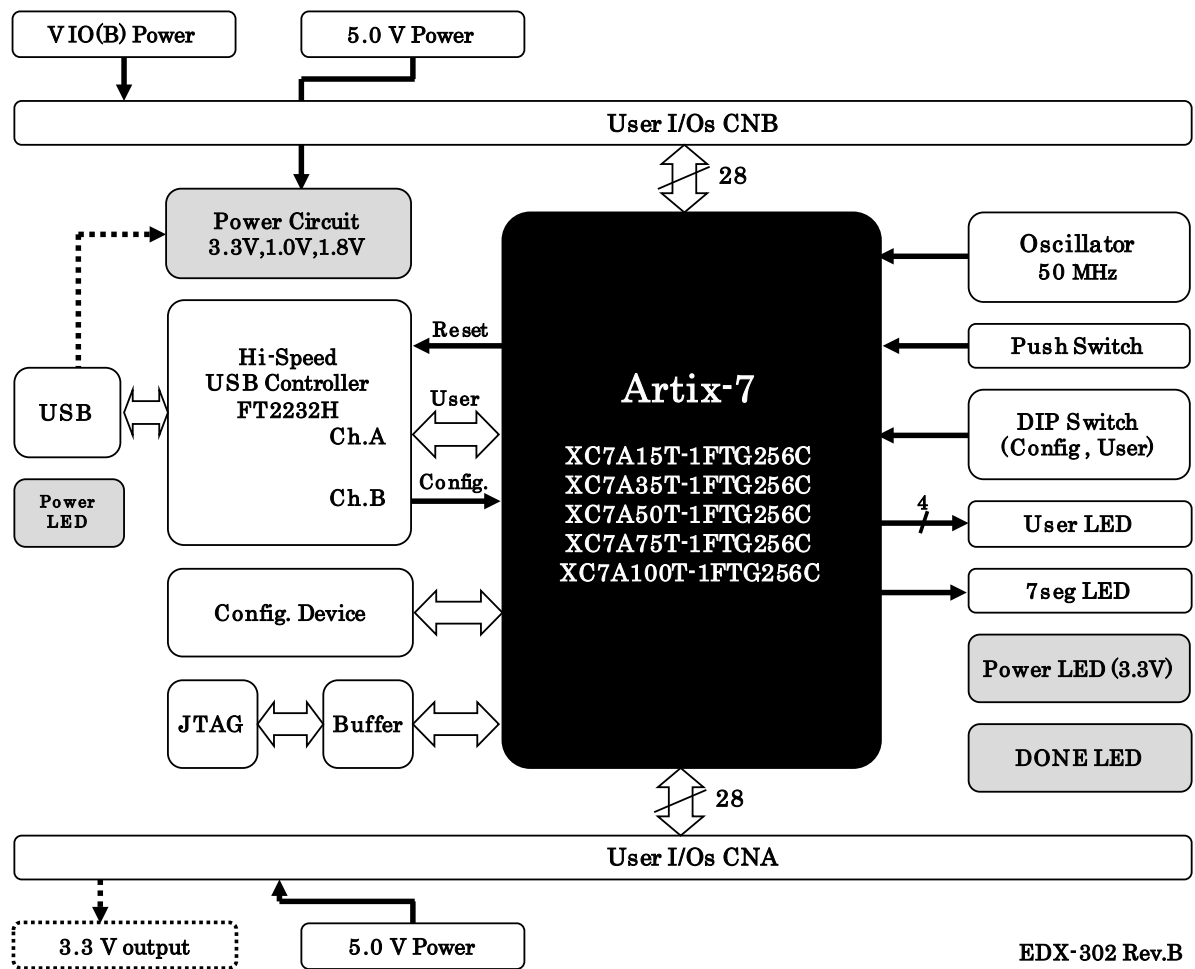 VIO(B) Power
5.0 V Power
User I/Os CNB
28
Power Circuit
3.3V,1.0V,1.8V
Oscillator
50 MHz
Reset
Hi-Speed
USB Controller
FT2232H
Push Switch
Artix-7
USB
User
Ch.A
DIP Switch
(Config , User)
XC7A15T-1FTG256C
XC7A35T-1FTG256C
XC7A50T-1FTG256C
XC7A75T-1FTG256C
XC7A100T-1FTG256C
Config.
Ch.B
Power
LED
4
User LED
7seg LED
Config. Device
Power LED (3.3V)
JTAG
Buffer
DONE LED
28
User I/Os CNA
3.3 V output
5.0 V Power
EDX-302 Rev.B